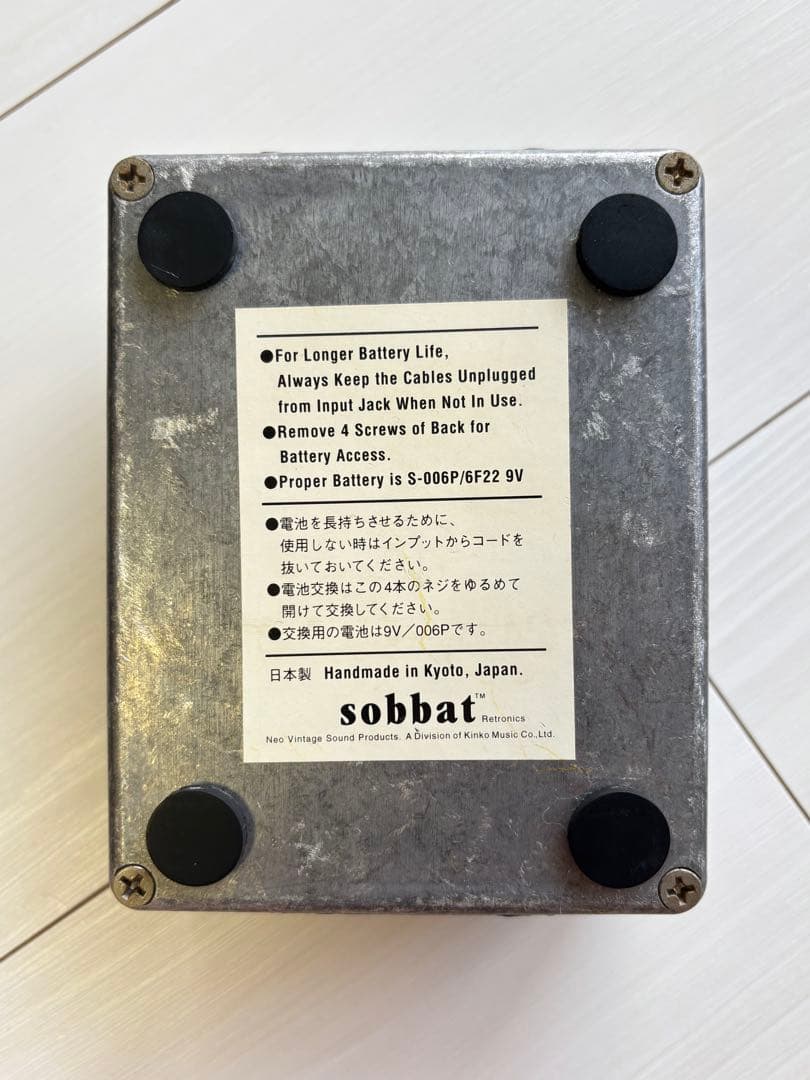 ●For Longer Battery Life,
Always Keep the Cables Unplugged
from Input Jack When Not In Use.
●Remove 4 Screws of Back for
Battery Access.
●Proper Battery is S-006P/6F22 9V
●電池を長持ちさせるために、
使用しない時はインプットからコードを
抜いておいてください。
●電池交換はこの4本のネジをゆるめて
開けて交換してください。
●交換用の電池は9V／006Pです。
日本製 Handmade in Kyoto, Japan.
sobbat™ Retronics
Neo Vintage Sound Products. A Division of Kinko Music Co.,Ltd.